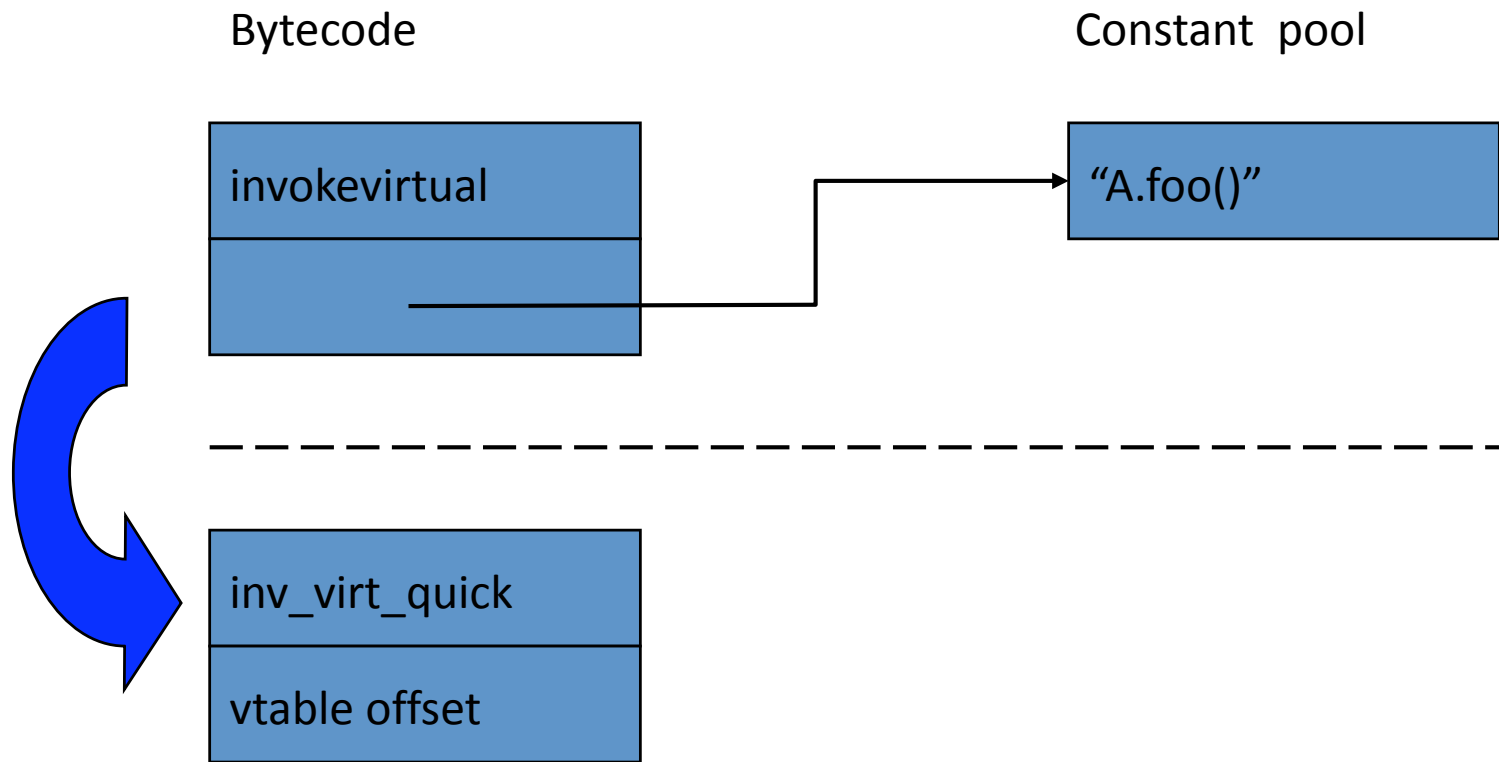 Bytecode
Constant pool
invokevirtual
“A.foo()”
inv_virt_quick
vtable offset